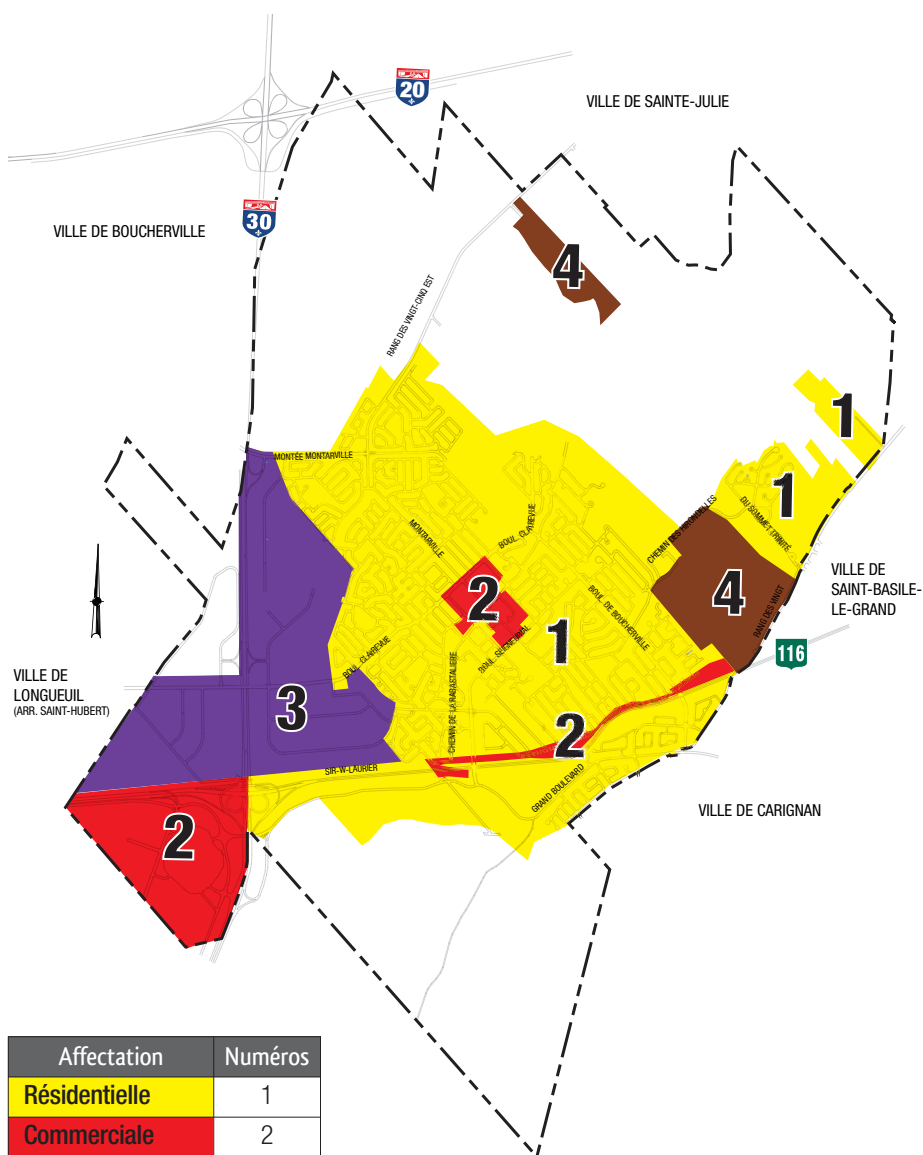 20
VILLE DE SAINTE-JULIE
30
VILLE DE BOUCHERVILLE
4
RANG DES VINGT-CINQ EST
1
MONTÉE MONTARVILLE
1
MONTARVILLE
BOUL. CLAIREVUE
CHEMIN DES HIRONDELLES
DU SOMMET TRINITÉ
2
4
VILLE DE
SAINT-BASILE-
LE-GRAND
BOUL. DE BOUCHERVILLE
RANG DES VINGT
1
BOUL. SEIGNEURIAL
BOUL. CLAIREVUE
116
VILLE DE
LONGUEUIL
(ARR. SAINT-HUBERT)
3
CHEMIN DE LA RABASTALIÈRE
2
SIR-W-LAURIER
GRAND BOULEVARD
VILLE DE CARIGNAN
2
Affectation Numéros
Résidentielle 1
Commerciale 2